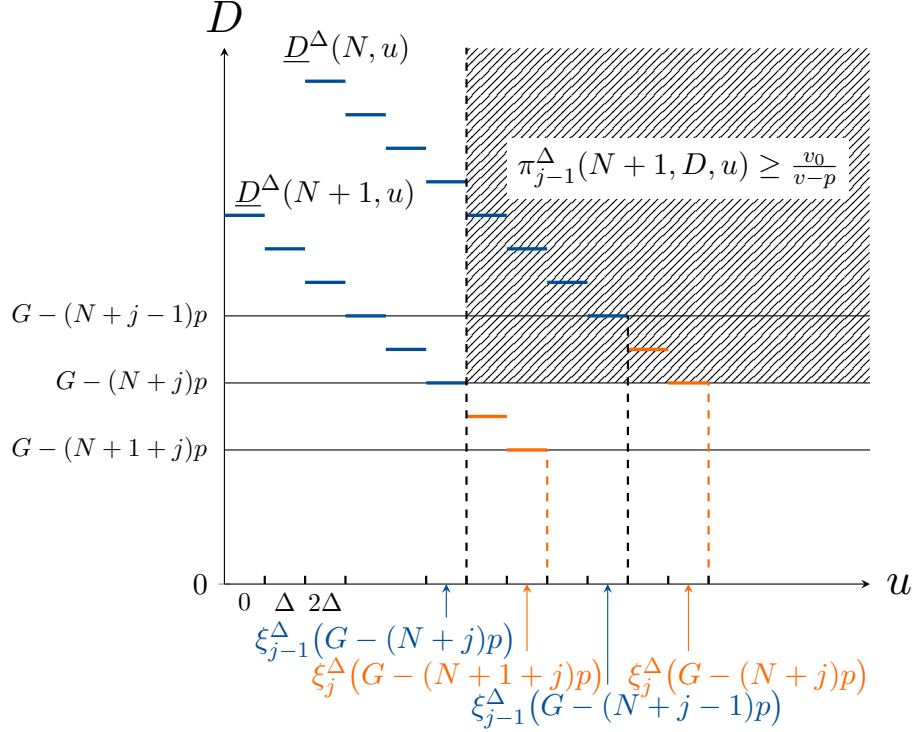 D
D^Δ(N, u)
π^Δ_{j−1}(N + 1, D, u) ≥ v_0/(v−p)
D^Δ(N + 1, u)
G − (N + j − 1)p
G − (N + j)p
G − (N + 1 + j)p
0
u
0 Δ 2Δ
ξ^Δ_{j−1}(G − (N + j)p)
ξ^Δ_j(G − (N + 1 + j)p) ξ^Δ_j(G − (N + j)p)
ξ^Δ_{j−1}(G − (N + j − 1)p)